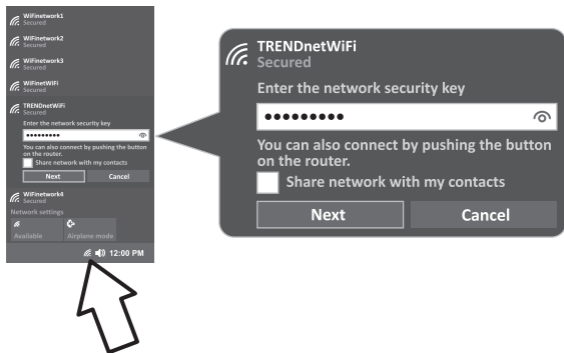 WiFinetwork1
Secured
WiFinetwork2
Secured
WiFinetwork3
Secured
WiFinetWiFi
Secured
TRENDnetWiFi
Secured
Enter the network security key
•••••••••
You can also connect by pushing the button
on the router.
Share network with my contacts
Next Cancel
WiFinetwork4
Secured
Network settings
Available Airplane mode
12:00 PM
TRENDnetWiFi
Secured
Enter the network security key
•••••••••
You can also connect by pushing the button
on the router.
Share network with my contacts
Next Cancel